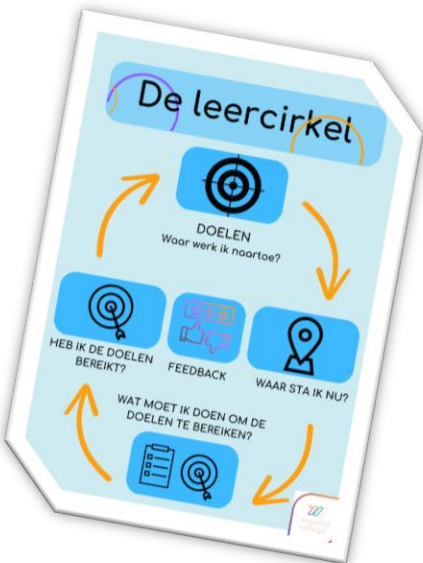 De leercirkel
DOELEN
Waar werk ik naartoe?
HEB IK DE DOELEN
BEREIKT?
FEEDBACK
WAAR STA IK NU?
WAT MOET IK DOEN OM DE
DOELEN TE BEREIKEN?